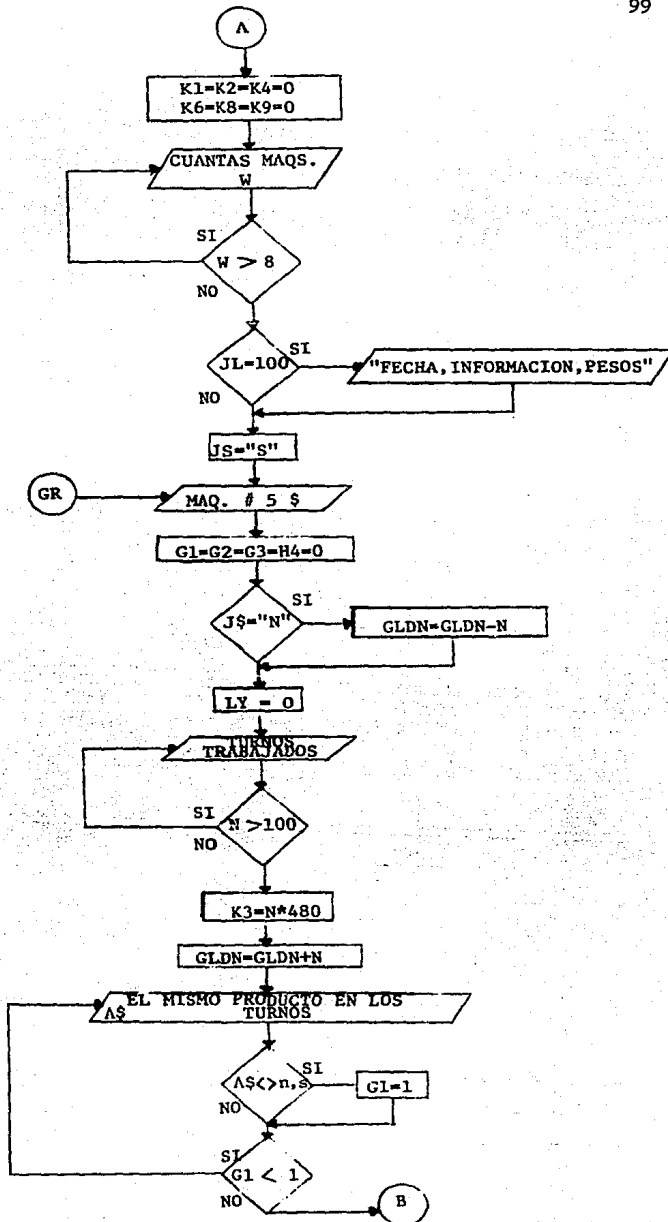 99
A
K1=K2=K4=0
K6=K8=K9=0
CUANTAS MAQS.
W
SI
W > 8
NO
SI
JL=100
"FECHA,INFORMACION,PESOS"
NO
JS="S"
GR
MAQ. # 5 $
G1=G2=G3=H4=0
SI
J$="N"
GLDN=GLDN-N
LY = 0
TURNOS
TRABAJADOS
SI
N >100
NO
K3=N*480
GLDN=GLDN+N
EL MISMO PRODUCTO EN LOS
A$ TURNOS
SI
A$<>n,s
G1=1
NO
SI
G1 < 1
NO
B